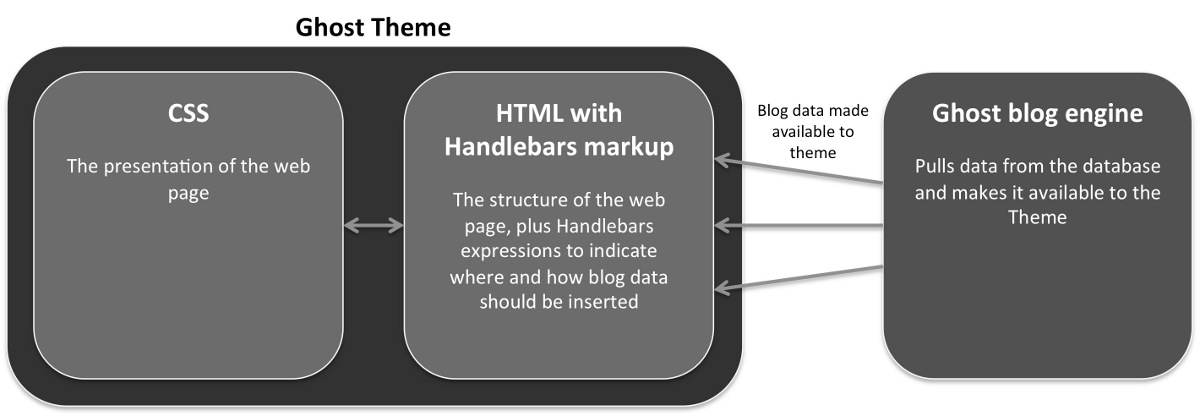 Ghost Theme
CSS
The presentation of the web
page
HTML with
Handlebars markup
The structure of the web
page, plus Handlebars
expressions to indicate
where and how blog data
should be inserted
Blog data made
available to
theme
Ghost blog engine
Pulls data from the database
and makes it available to the
Theme